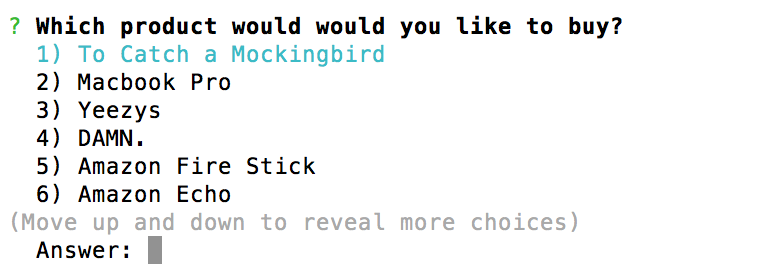 ? Which product would would you like to buy?
1) To Catch a Mockingbird
2) Macbook Pro
3) Yeezys
4) DAMN.
5) Amazon Fire Stick
6) Amazon Echo
(Move up and down to reveal more choices)
Answer: